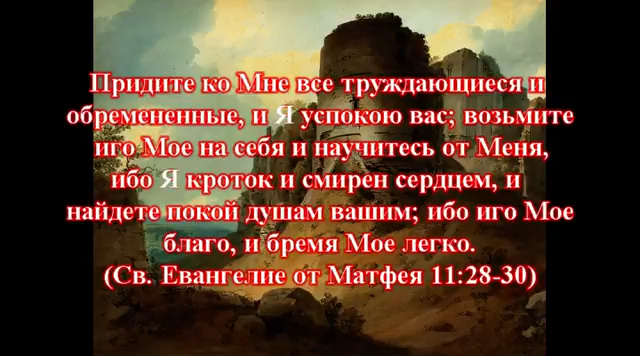 Придите ко Мне все труждающиеся и
обремененные, и Я успокою вас; возьмите
иго Мое на себя и научитесь от Меня,
ибо Я кроток и смирен сердцем, и
найдете покой душам вашим; ибо иго Мое
благо, и бремя Мое легко.
(Св. Евангелие от Матфея 11:28-30)